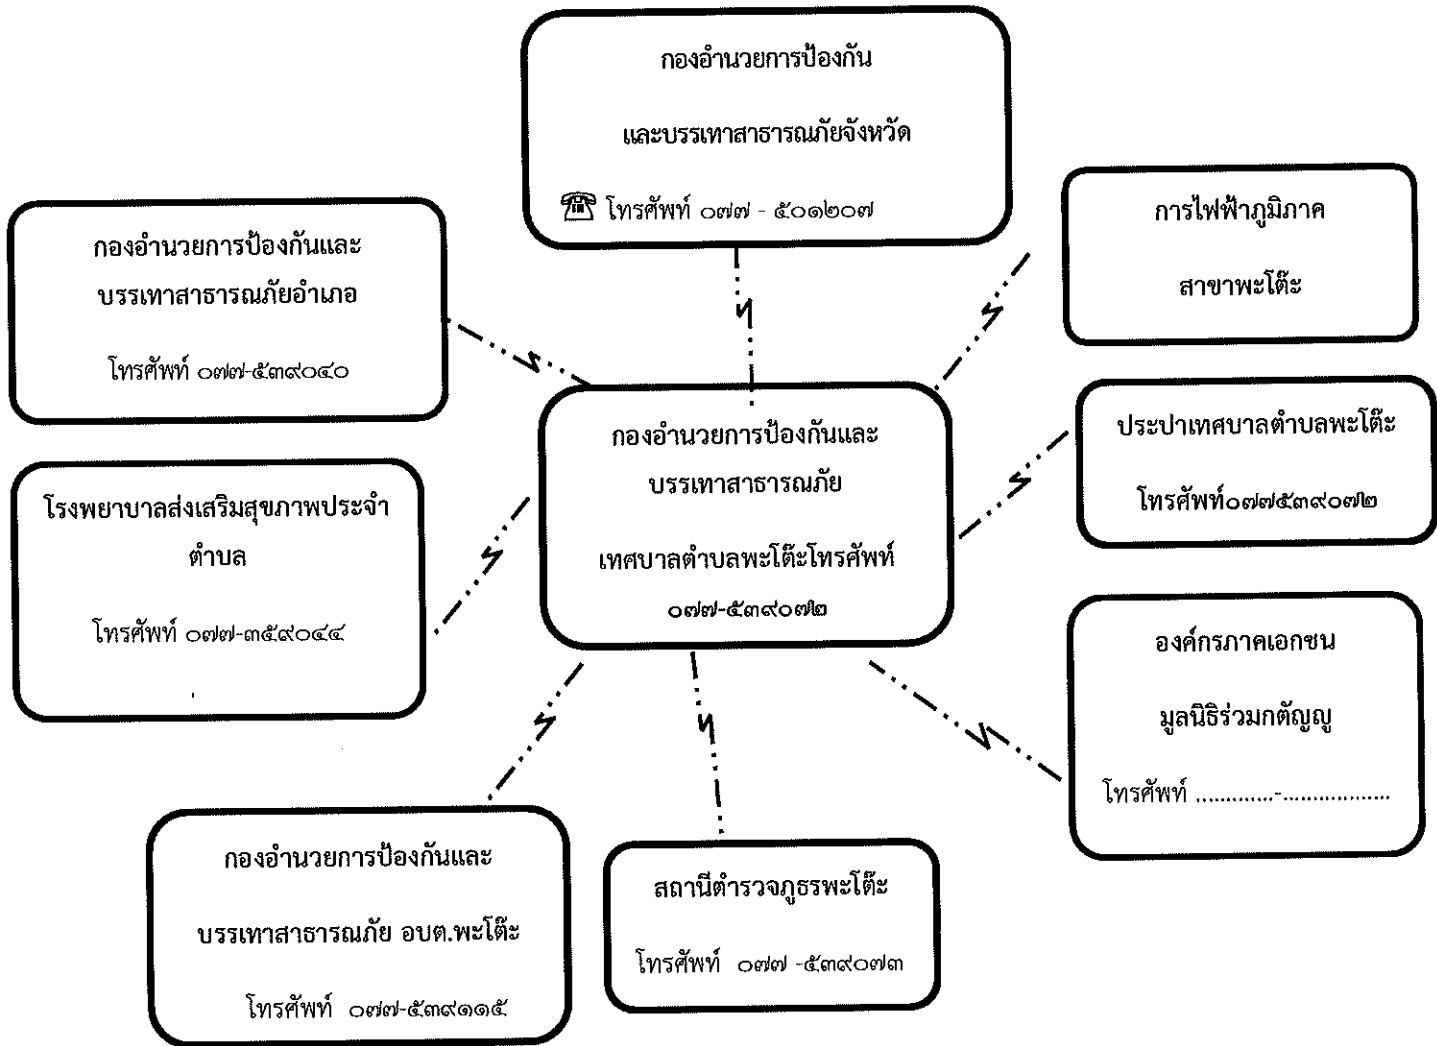 กองอำนวยการป้องกัน
และบรรเทาสาธารณภัยจังหวัด
โทรศัพท์ ๐๗๗ - ๕๐๑๒๐๗
การไฟฟ้าภูมิภาค
สาขาพะโต๊ะ
กองอำนวยการป้องกันและ
บรรเทาสาธารณภัยอำเภอ
โทรศัพท์ ๐๗๗-๕๓๙๐๔๐
ประปาเทศบาลตำบลพะโต๊ะ
โทรศัพท์๐๗๗๕๓๙๐๗๒
กองอำนวยการป้องกันและ
บรรเทาสาธารณภัย
เทศบาลตำบลพะโต๊ะโทรศัพท์
๐๗๗-๕๓๙๐๗๒
โรงพยาบาลส่งเสริมสุขภาพประจำ
ตำบล
โทรศัพท์ ๐๗๗-๓๕๙๐๔๔
องค์กรภาคเอกชน
มูลนิธิร่วมกตัญญู
โทรศัพท์ .............-..................
กองอำนวยการป้องกันและ
บรรเทาสาธารณภัย อบต.พะโต๊ะ
โทรศัพท์ ๐๗๗-๕๓๙๑๑๕
สถานีตำรวจภูธรพะโต๊ะ
โทรศัพท์ ๐๗๗ -๕๓๙๐๗๓